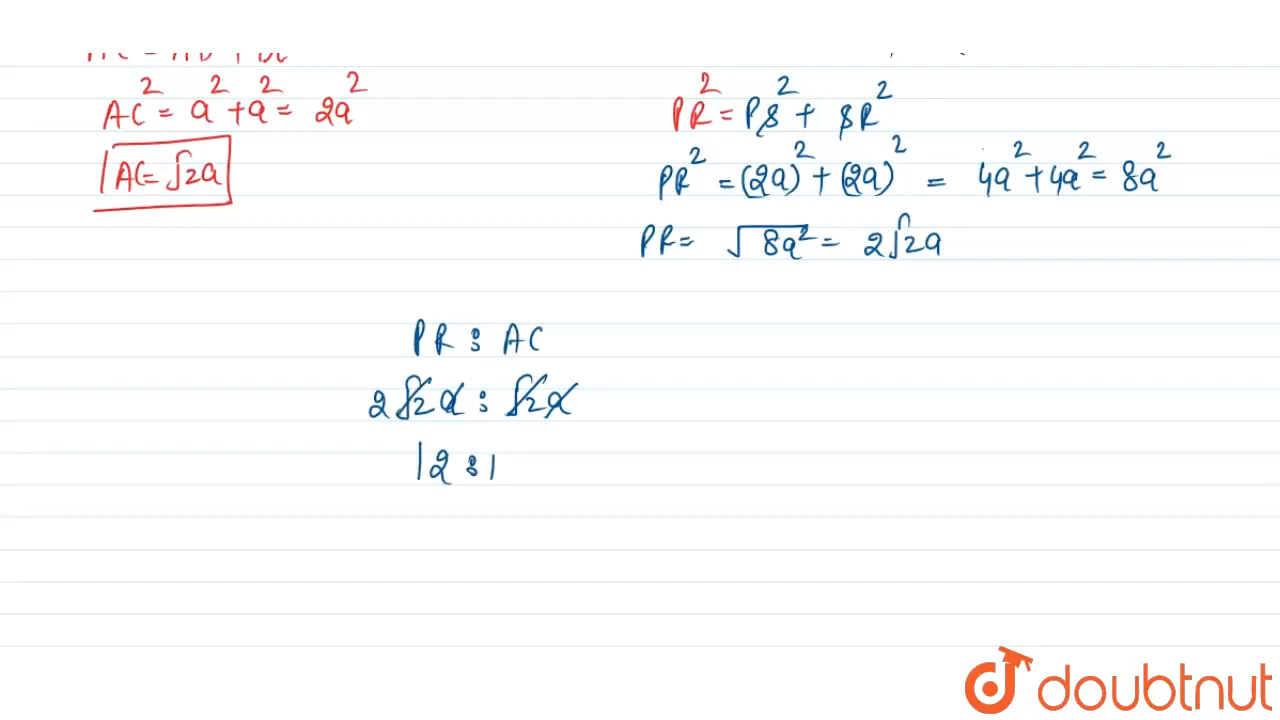 AC² = a² + a² = 2a²
AC = √2a
PR² = PS² + SR²
PR² = (2a)² + (2a)² = 4a² + 4a² = 8a²
PR = √8a² = 2√2a
PR : AC
2√2a : √2a
2 : 1
doubtnut